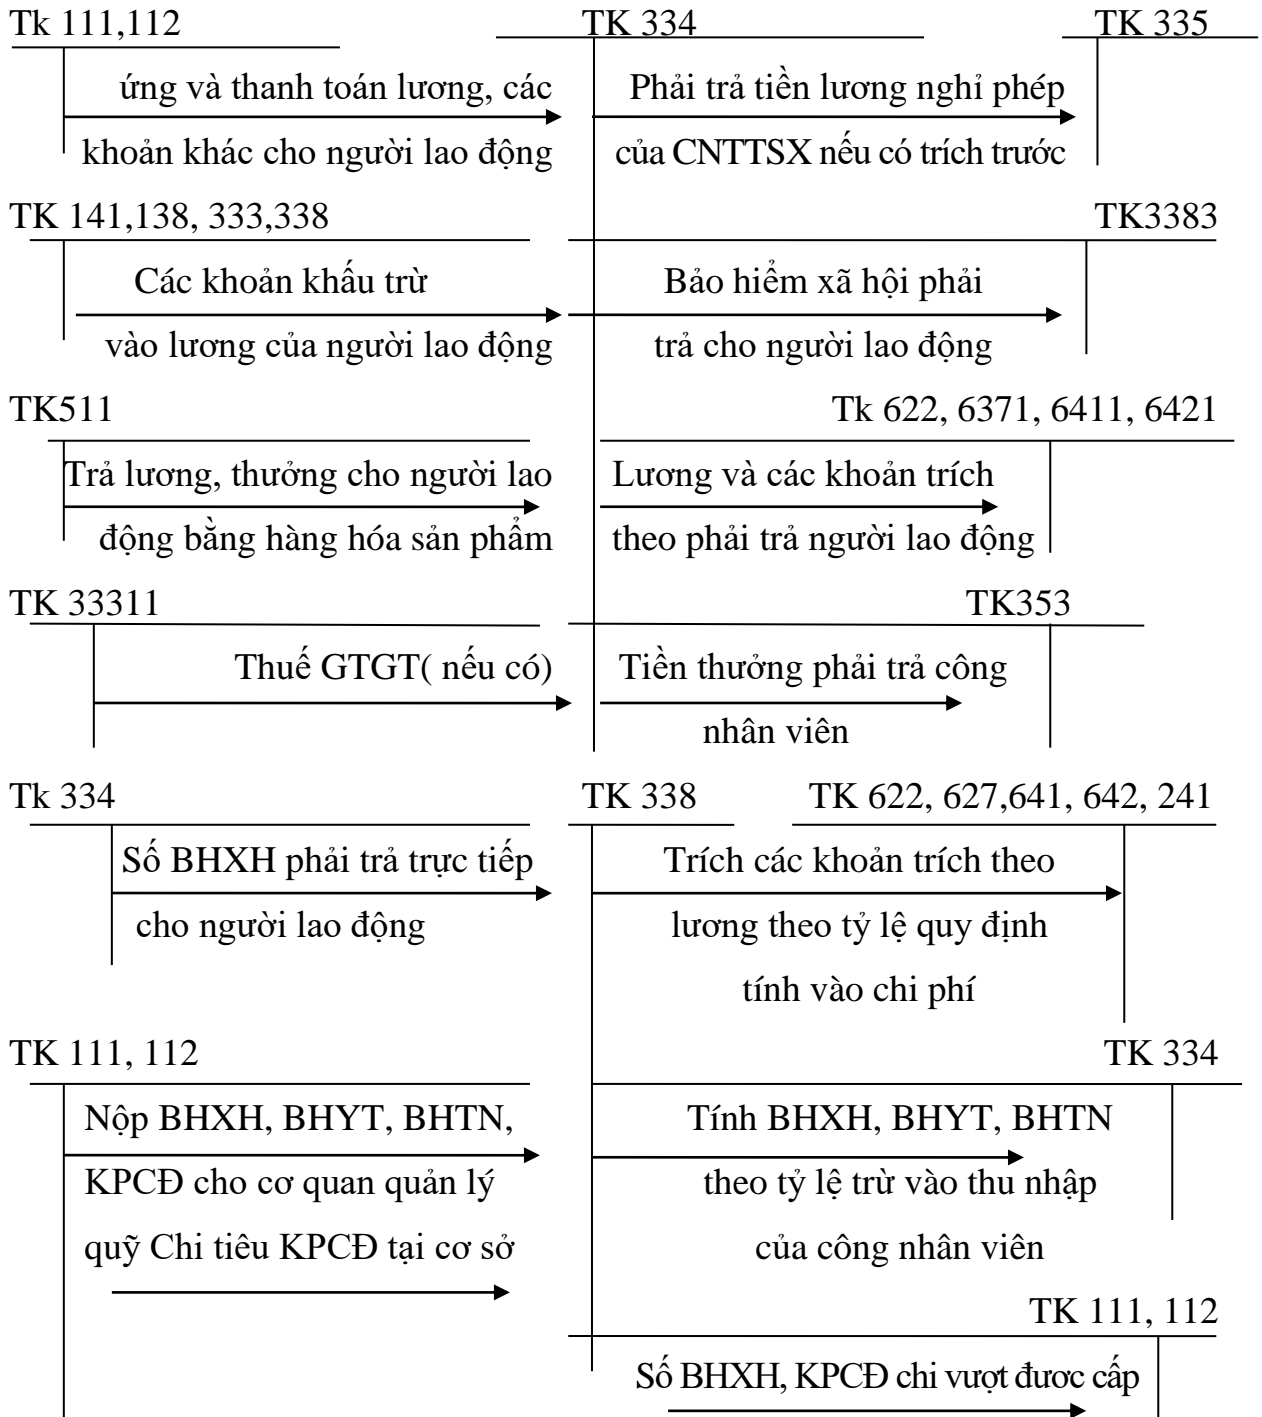 Tk 111,112 TK 334 TK 335
ứng và thanh toán lương, các Phải trả tiền lương nghỉ phép
khoản khác cho người lao động của CNTTSX nếu có trích trước
TK 141,138, 333,338 TK3383
Các khoản khấu trừ Bảo hiểm xã hội phải
vào lương của người lao động trả cho người lao động
TK511 Tk 622, 6371, 6411, 6421
Trả lương, thưởng cho người lao Lương và các khoản trích
động bằng hàng hóa sản phẩm theo phải trả người lao động
TK 33311 TK353
Thuế GTGT( nếu có) Tiền thưởng phải trả công
nhân viên
Tk 334 TK 338 TK 622, 627,641, 642, 241
Số BHXH phải trả trực tiếp Trích các khoản trích theo
cho người lao động lương theo tỷ lệ quy định
tính vào chi phí
TK 111, 112 TK 334
Nộp BHXH, BHYT, BHTN, Tính BHXH, BHYT, BHTN
KPCĐ cho cơ quan quản lý theo tỷ lệ trừ vào thu nhập
quỹ Chi tiêu KPCĐ tại cơ sở của công nhân viên
TK 111, 112
Số BHXH, KPCĐ chi vượt đươc cấp